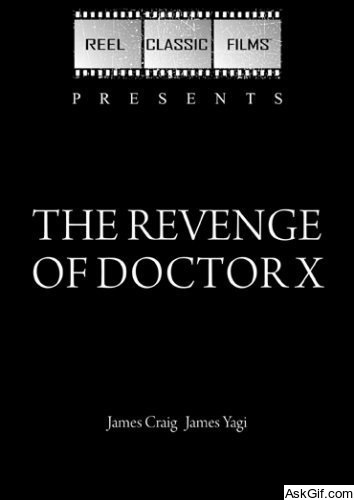 REEL CLASSIC FILMS
PRESENTS
THE REVENGE
OF DOCTOR X
James Craig James Yagi
AskGif.com